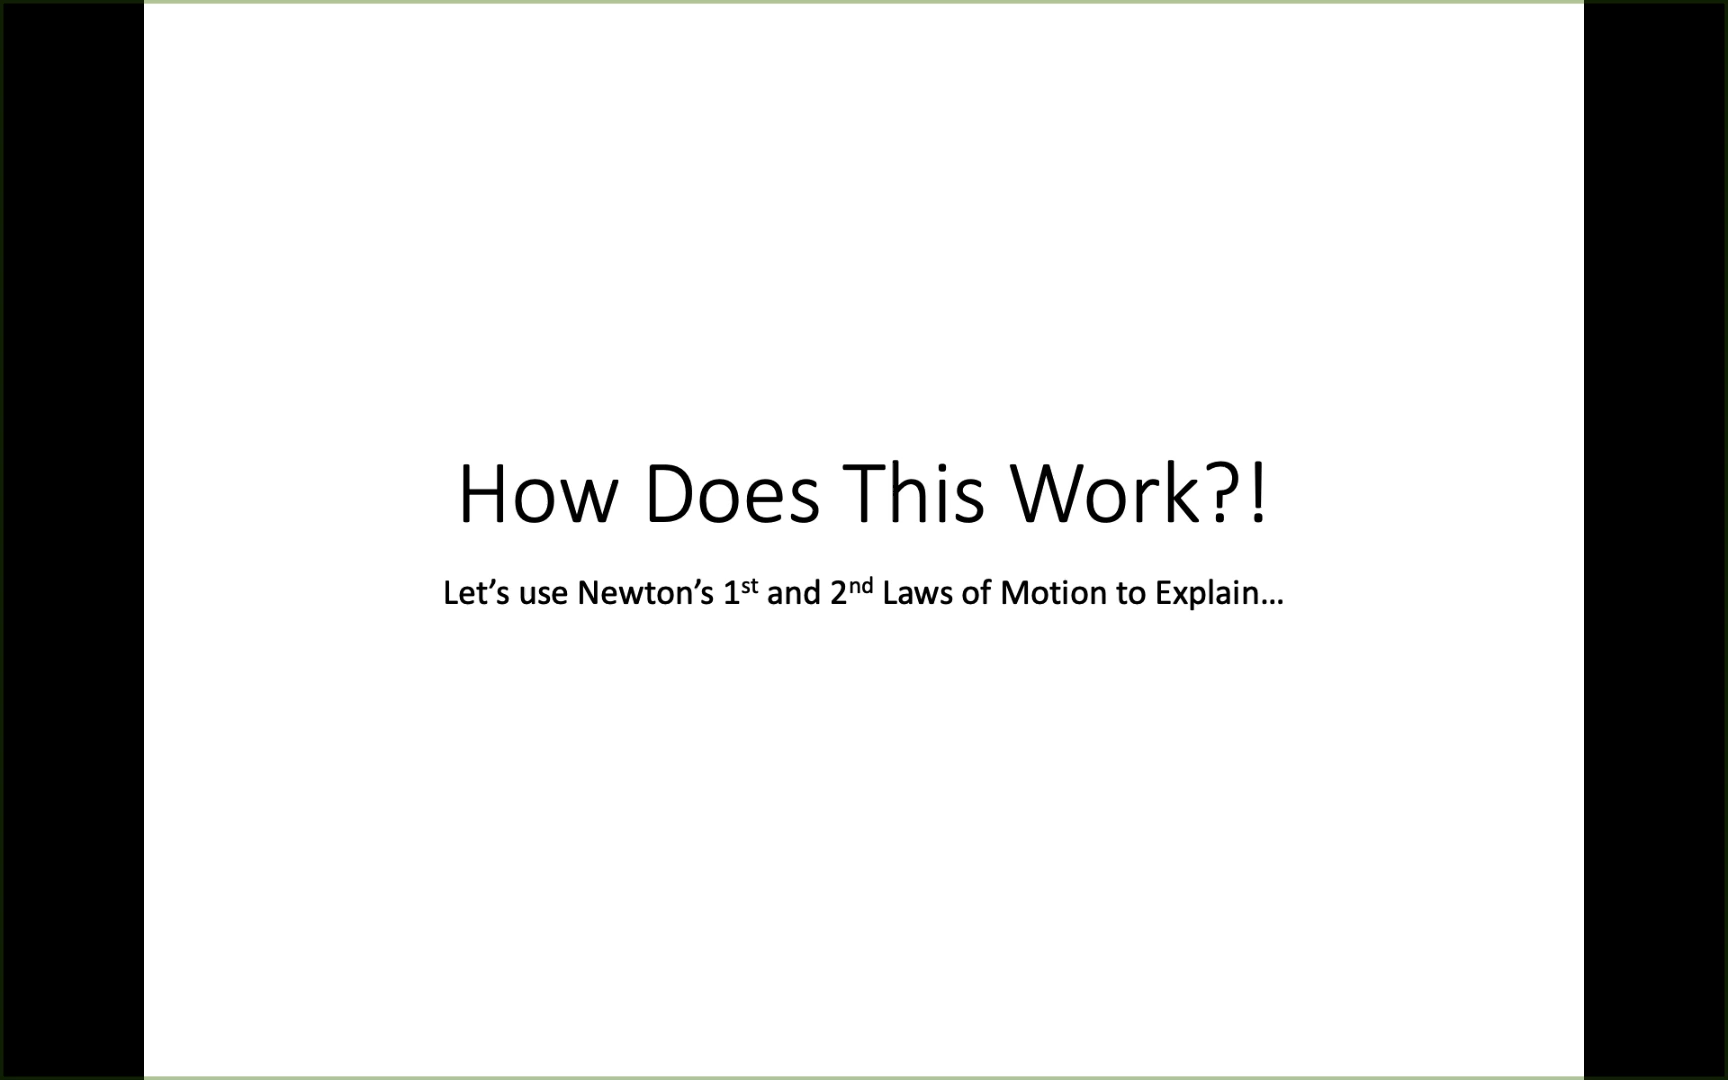 How Does This Work?!
Let’s use Newton’s 1st and 2nd Laws of Motion to Explain…